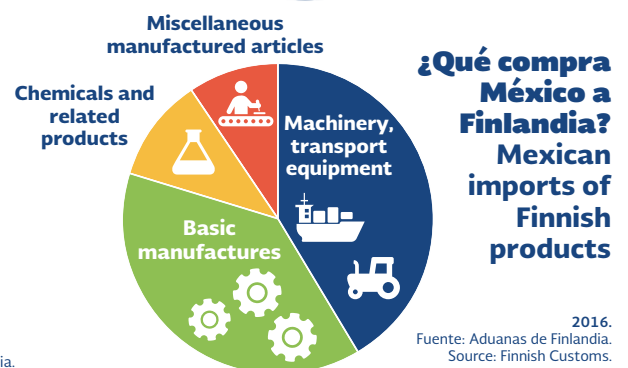 Miscellaneous
manufactured articles
Chemicals and
related
products
Machinery,
transport
equipment
Basic
manufactures
¿Qué compra
México a
Finlandia?
Mexican
imports of
Finnish
products
2016.
Fuente: Aduanas de Finlandia.
Source: Finnish Customs.
ia.